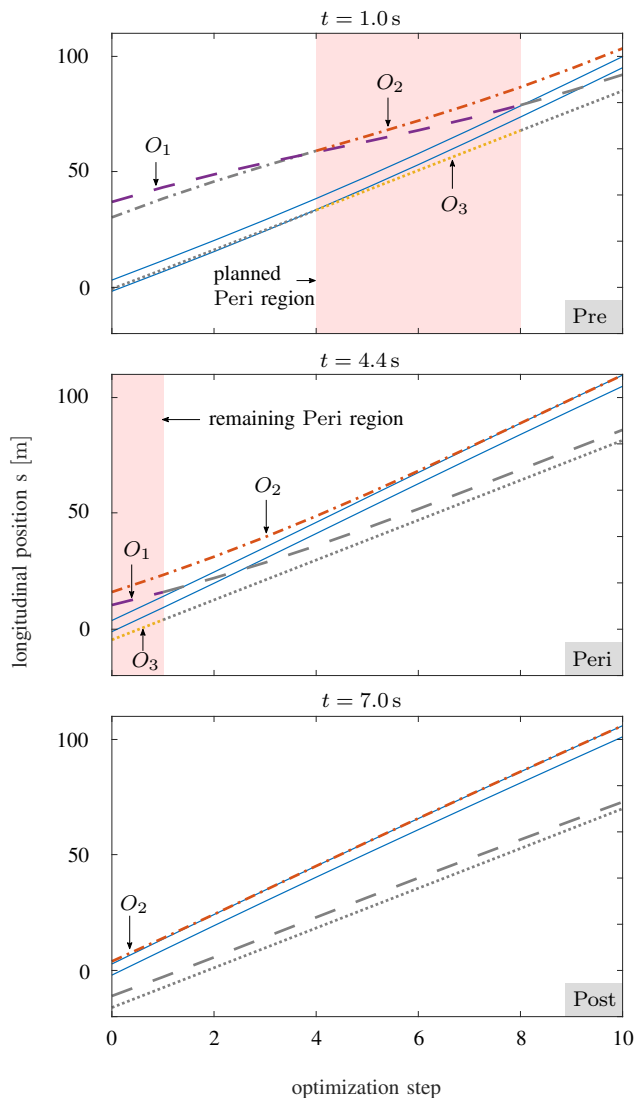 t = 1.0 s
100
50
0
O1
O2
O3
planned
Peri region
Pre
t = 4.4 s
100
50
0
remaining Peri region
O2
O1
O3
Peri
longitudinal position s [m]
t = 7.0 s
100
50
0
O2
Post
0 2 4 6 8 10
optimization step